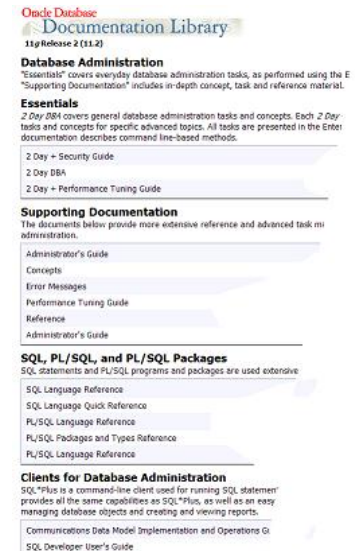 Oracle Database
Documentation Library
11g Release 2 (11.2)
Database Administration
"Essentials" covers everyday database administration tasks, as performed using the E
"Supporting Documentation" includes in-depth concept, task and reference material.
Essentials
2 Day DBA covers general database administration tasks and concepts. Each 2 Day
tasks and concepts for specific advanced topics. All tasks are presented in the Enter
documentation describes command line-based methods.
2 Day + Security Guide
2 Day DBA
2 Day + Performance Tuning Guide
Supporting Documentation
The documents below provide more extensive reference and advanced task mi
administration.
Administrator's Guide
Concepts
Error Messages
Performance Tuning Guide
Reference
Administrator's Guide
SQL, PL/SQL, and PL/SQL Packages
SQL statements and PL/SQL programs and packages are used extensive
SQL Language Reference
SQL Language Quick Reference
PL/SQL Language Reference
PL/SQL Packages and Types Reference
PL/SQL Language Reference
Clients for Database Administration
SQL*Plus is a command-line client used for running SQL statemen
provides all the same capabilities as SQL*Plus, as well as an easy
managing database objects and creating and viewing reports.
Communications Data Model Implementation and Operations G
SQL Developer User's Guide